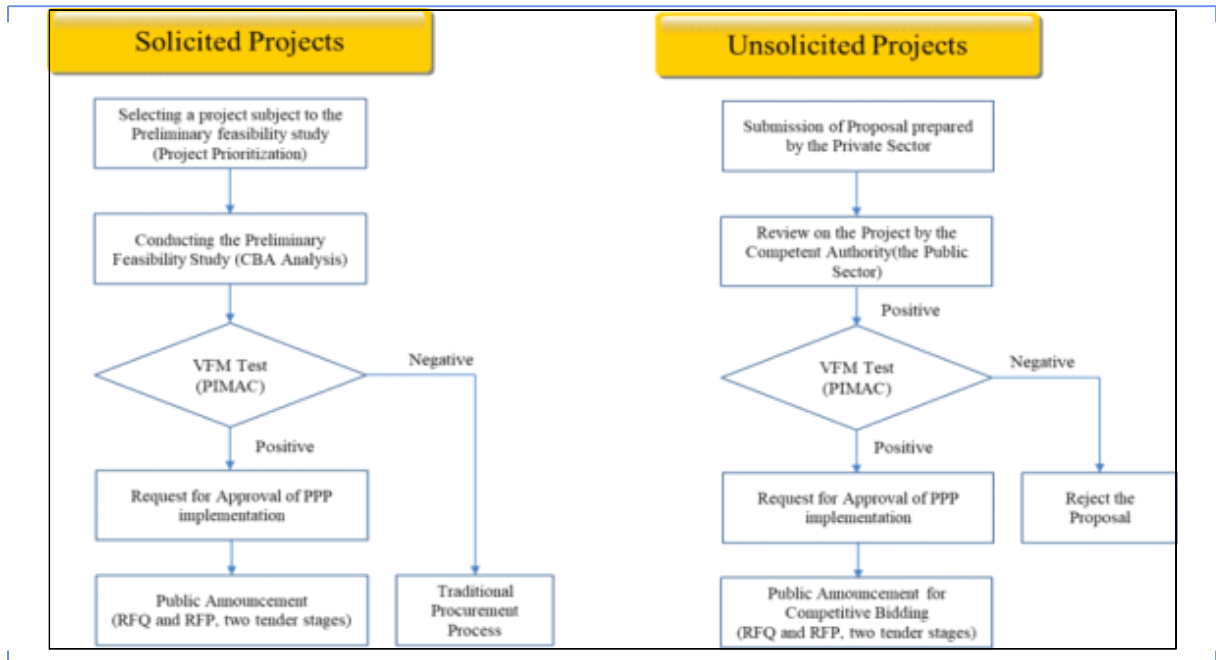 Solicited Projects
Selecting a project subject to the
Preliminary feasibility study
(Project Prioritization)
Conducting the Preliminary
Feasibility Study (CBA Analysis)
VFM Test
(PIMAC)
Negative
Positive
Request for Approval of PPP
implementation
Public Announcement
(RFQ and RFP, two tender stages)
Traditional
Procurement
Process
Unsolicited Projects
Submission of Proposal prepared
by the Private Sector
Review on the Project by the
Competent Authority(the Public
Sector)
Positive
VFM Test
(PIMAC)
Negative
Positive
Request for Approval of PPP
implementation
Reject the
Proposal
Public Announcement for
Competitive Bidding
(RFQ and RFP, two tender stages)